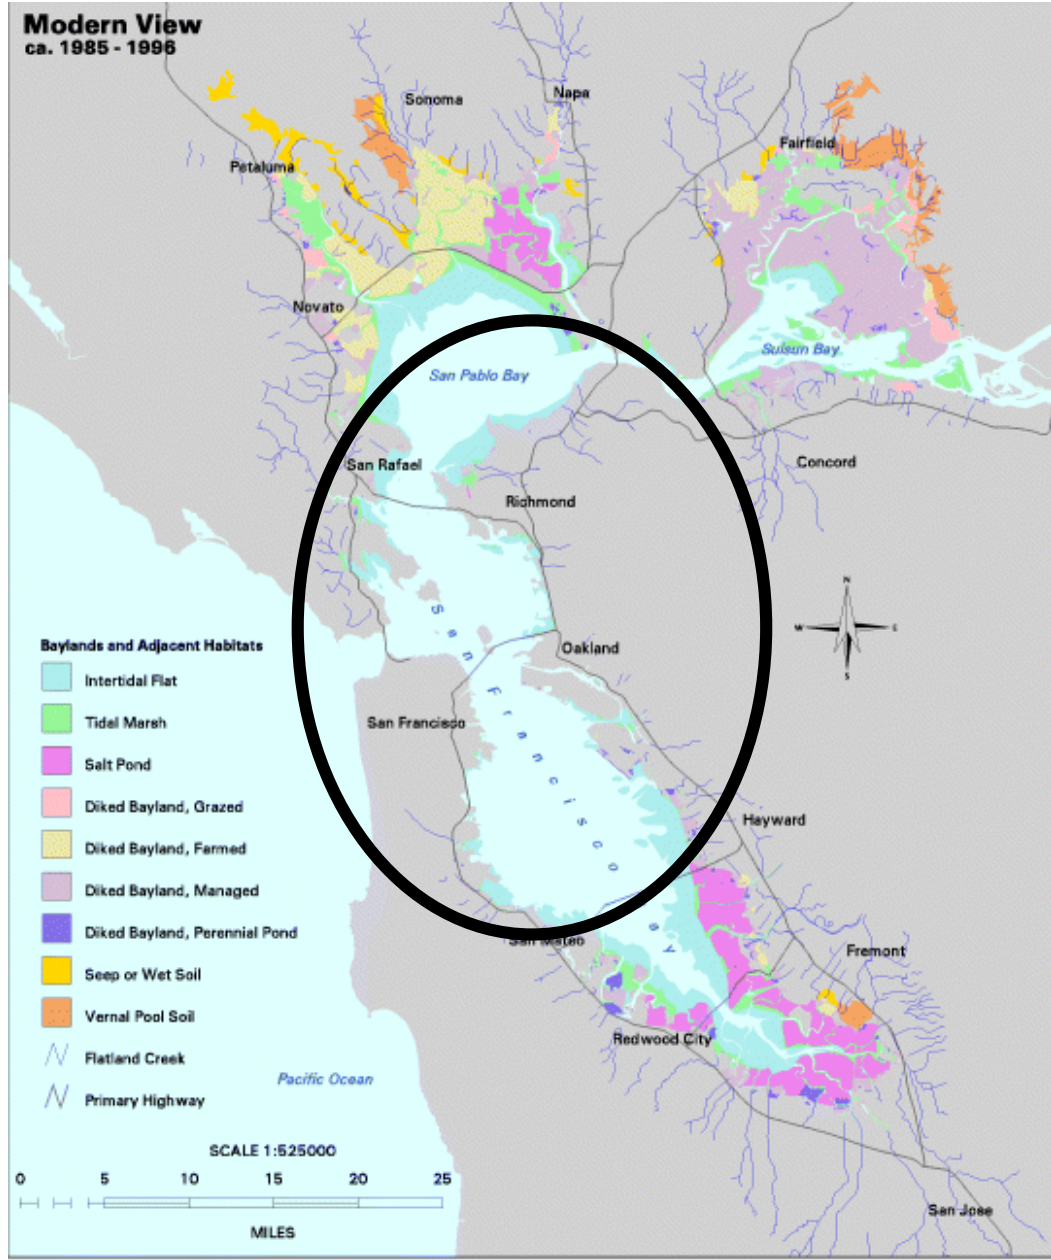 Modern View
ca. 1985 - 1996
Sonoma
Napa
Fairfield
Petaluma
Novato
San Pablo Bay
Suisun Bay
San Rafael
Concord
Richmond
N
W
E
S
San Francisco Bay
Oakland
San Francisco
Hayward
San Mateo
Fremont
Redwood City
San Jose
Baylands and Adjacent Habitats
Intertidal Flat
Tidal Marsh
Salt Pond
Diked Bayland, Grazed
Diked Bayland, Farmed
Diked Bayland, Managed
Diked Bayland, Perennial Pond
Seep or Wet Soil
Vernal Pool Soil
Flatland Creek
Primary Highway
Pacific Ocean
SCALE 1:525000
0 5 10 15 20 25
MILES